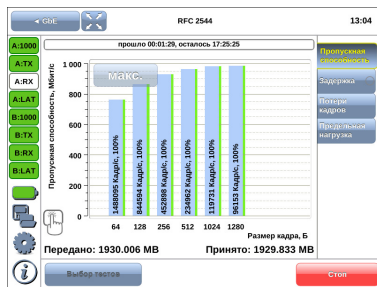 GbE
RFC 2544
13:04
прошло 00:01:29, осталось 17:25:25
A:1000
A:TX
A:RX
A:LAT
B:1000
B:TX
B:RX
B:LAT
Пропускная способность, Мбит/с
1 000
800
600
400
200
0
макс.
1488095 Кадр/с, 100%
844594 Кадр/с, 100%
452898 Кадр/с, 100%
234962 Кадр/с, 100%
119731 Кадр/с, 100%
96153 Кадр/с, 100%
64 128 256 512 1024 1280
Размер кадра, Б
Передано: 1930.006 MB
Принято: 1929.833 MB
Пропускная
способность
Задержка
Потери
кадров
Предельная
нагрузка
i
Выбор тестов
Стоп